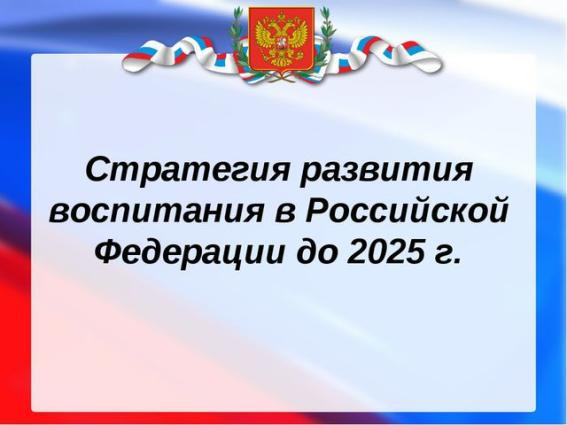 Стратегия развития
воспитания в Российской
Федерации до 2025 г.